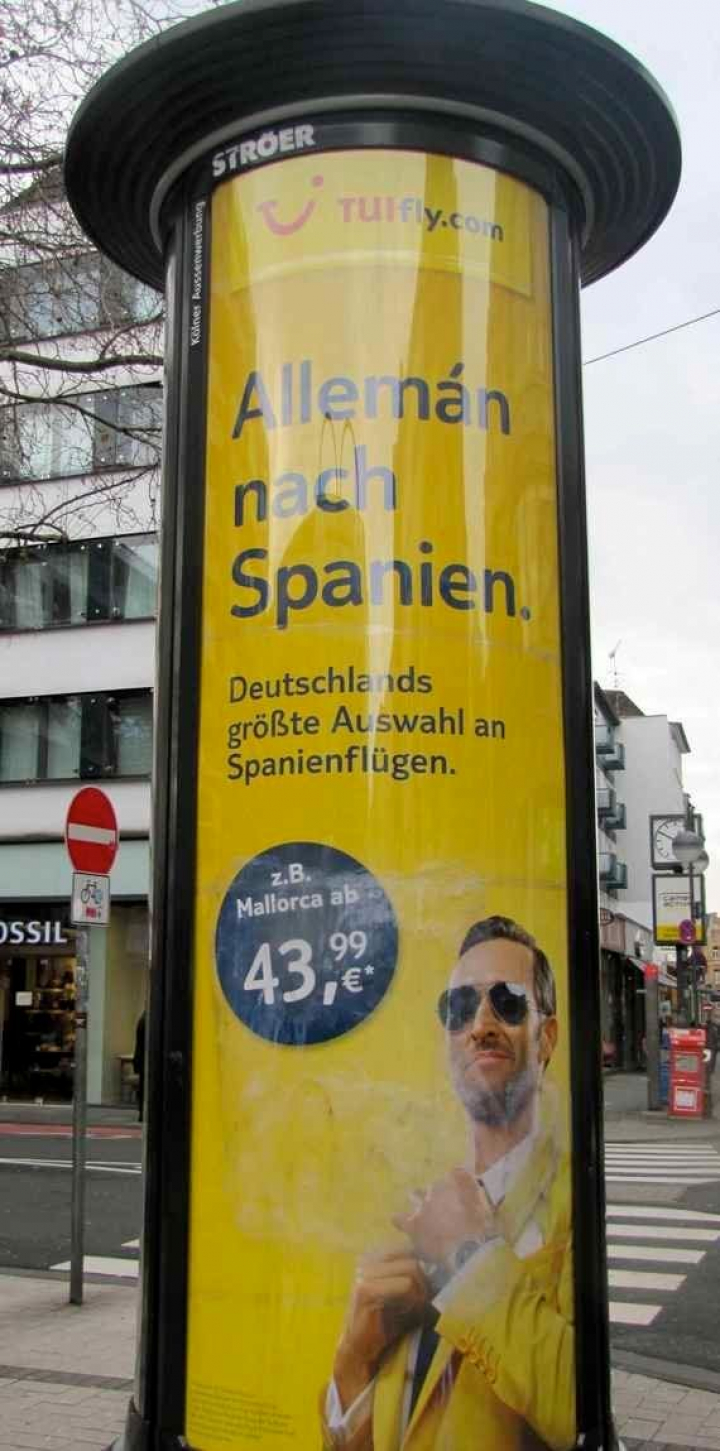 STRÖER
Kölner Aussenwerbung
TUIfly.com
Allemán
nach
Spanien.
Deutschlands
größte Auswahl an
Spanienflügen.
z.B.
Mallorca ab
43,99
€*
OSSIL